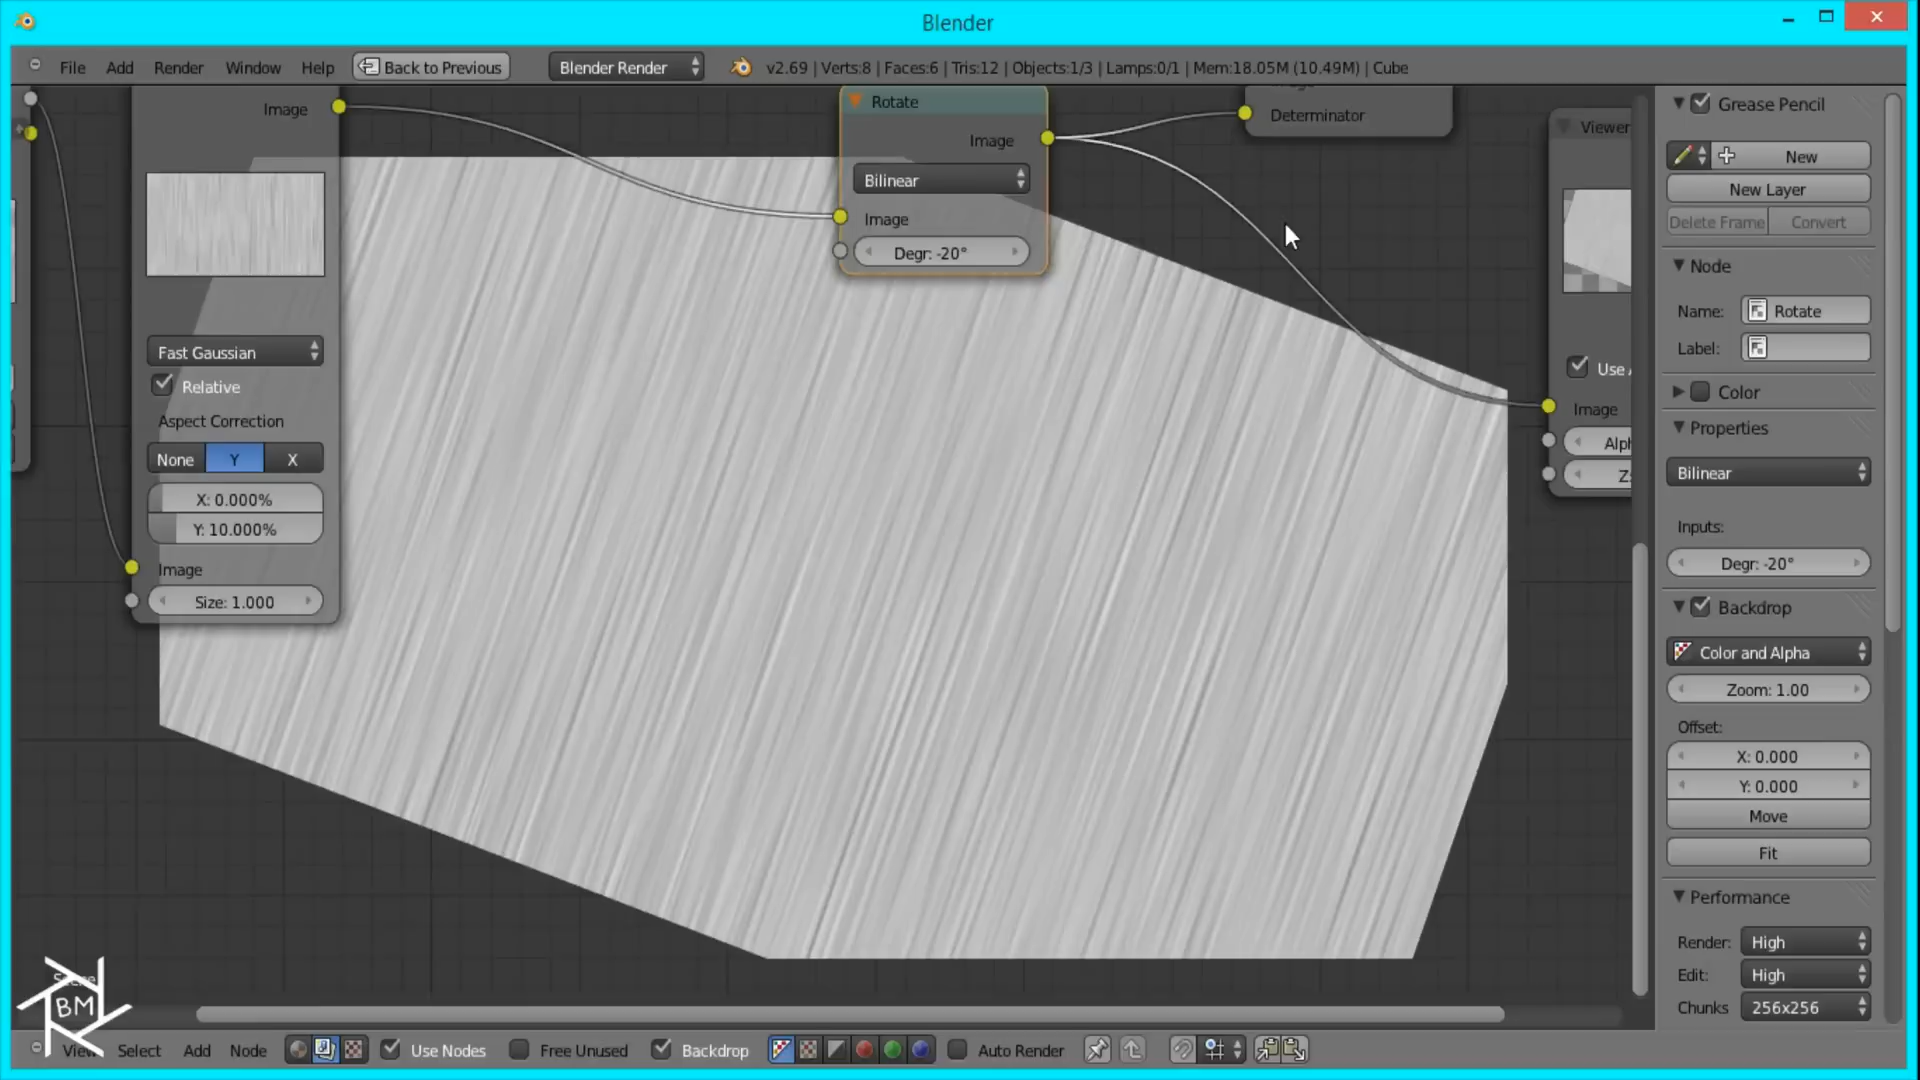 Blender
File Add Render Window Help Back to Previous Blender Render v2.69 | Verts:8 | Faces:6 | Tris:12 | Objects:1/3 | Lamps:0/1 | Mem:18.05M (10.49M) | Cube
Image
Fast Gaussian
Relative
Aspect Correction
None Y X
X: 0.000%
Y: 10.000%
Image
Size: 1.000
Rotate
Image
Bilinear
Image
Degr: -20°
Determinator
Viewer
Use
Image
Alph
Z:
Grease Pencil
New
New Layer
Delete Frame Convert
Node
Name: Rotate
Label:
Color
Properties
Bilinear
Inputs:
Degr: -20°
Backdrop
Color and Alpha
Zoom: 1.00
Offset:
X: 0.000
Y: 0.000
Move
Fit
Performance
Render: High
Edit: High
Chunks 256x256
BM
View Select Add Node Use Nodes Free Unused Backdrop Auto Render